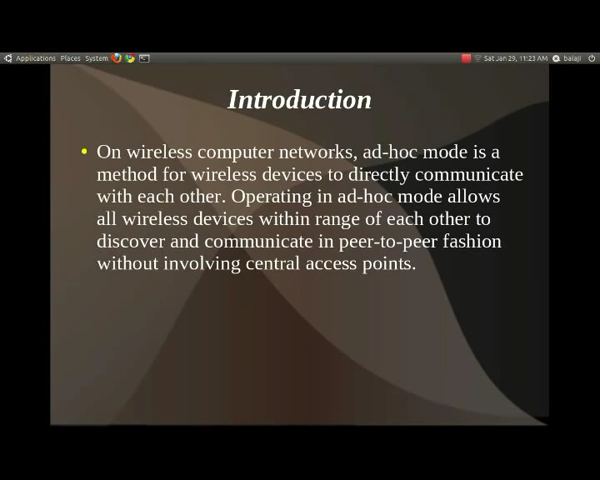 Applications Places System Sat Jan 29, 11:23 AM balaji
Introduction
• On wireless computer networks, ad-hoc mode is a
method for wireless devices to directly communicate
with each other. Operating in ad-hoc mode allows
all wireless devices within range of each other to
discover and communicate in peer-to-peer fashion
without involving central access points.